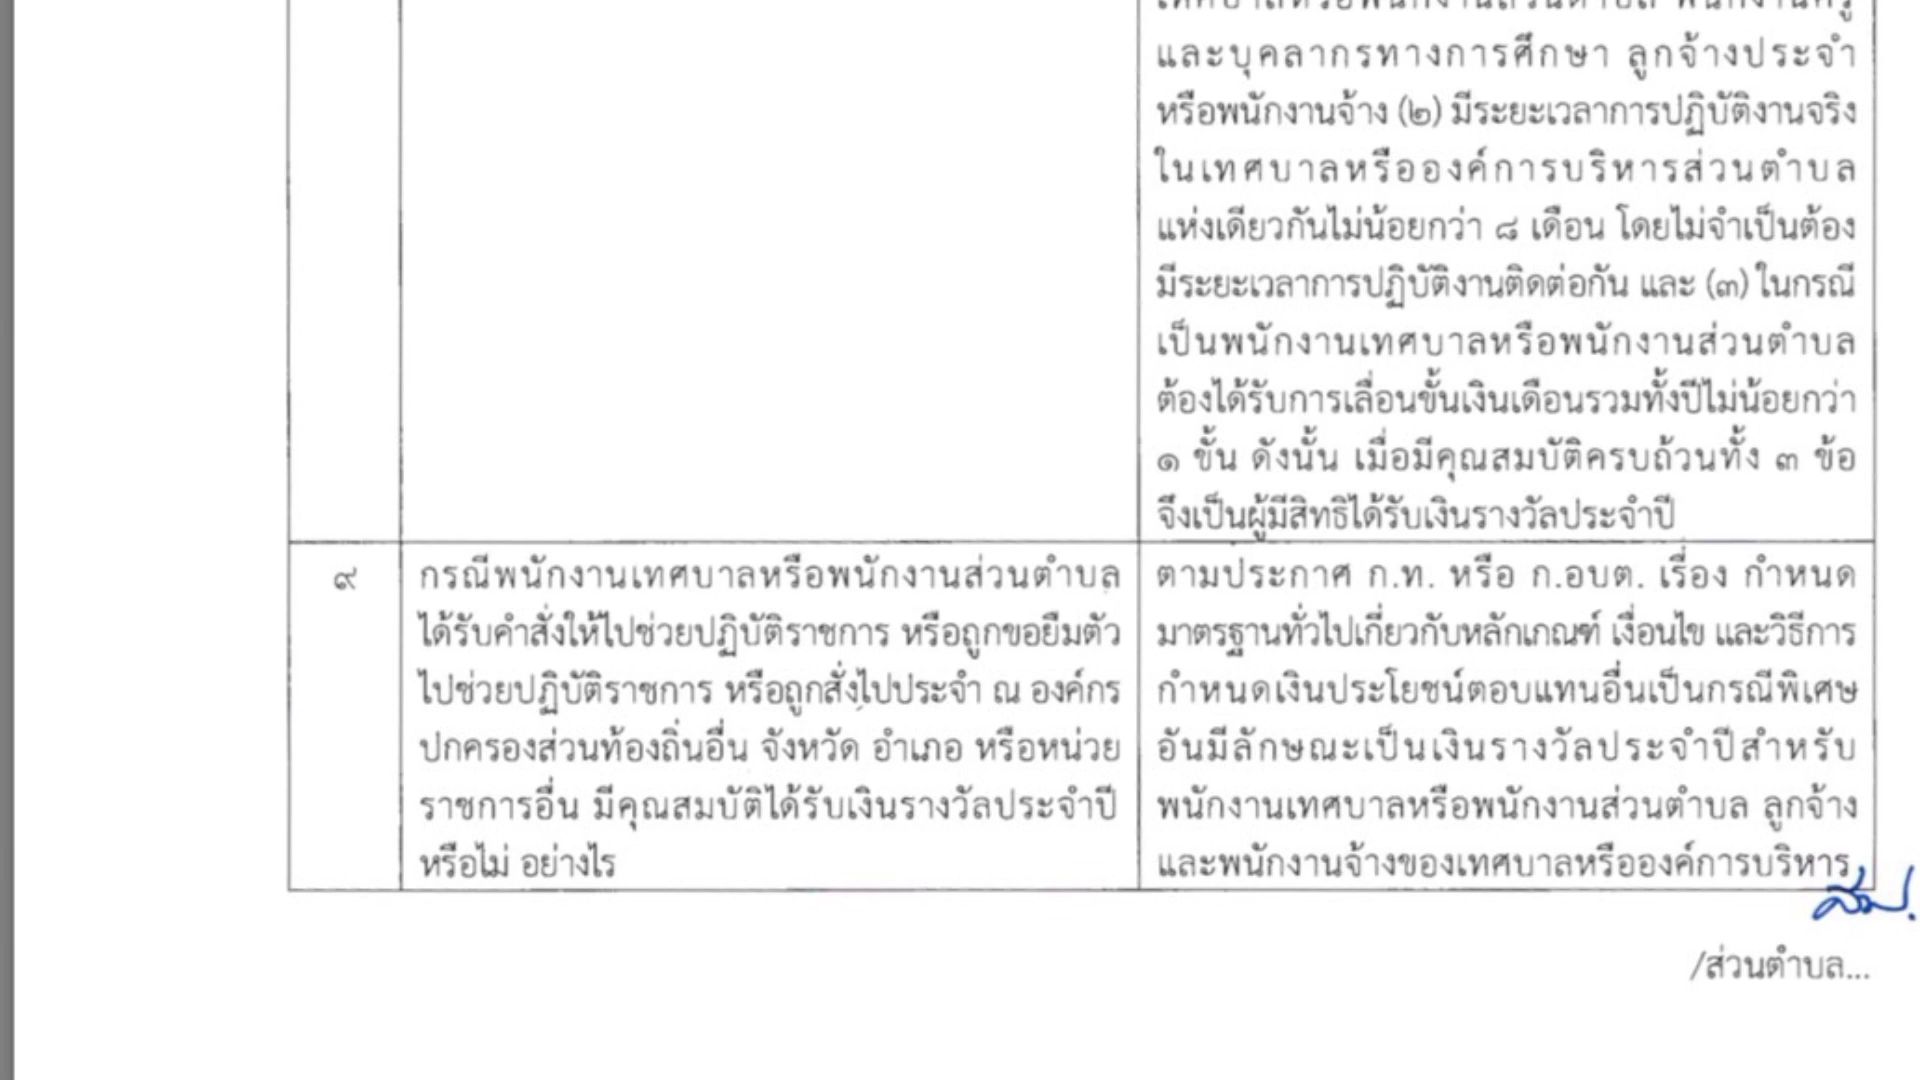 เทศบาลหรือพนักงานส่วนตำบล พนักงานครู
และบุคลากรทางการศึกษา ลูกจ้างประจำ
หรือพนักงานจ้าง (๒) มีระยะเวลาการปฏิบัติงานจริง
ในเทศบาลหรือองค์การบริหารส่วนตำบล
แห่งเดียวกันไม่น้อยกว่า ๘ เดือน โดยไม่จำเป็นต้อง
มีระยะเวลาการปฏิบัติงานติดต่อกัน และ (๓) ในกรณี
เป็นพนักงานเทศบาลหรือพนักงานส่วนตำบล
ต้องได้รับการเลื่อนขั้นเงินเดือนรวมทั้งปีไม่น้อยกว่า
๑ ขั้น ดังนั้น เมื่อมีคุณสมบัติครบถ้วนทั้ง ๓ ข้อ
จึงเป็นผู้มีสิทธิได้รับเงินรางวัลประจำปี
๙
กรณีพนักงานเทศบาลหรือพนักงานส่วนตำบล
ได้รับคำสั่งให้ไปช่วยปฏิบัติราชการ หรือถูกขอยืมตัว
ไปช่วยปฏิบัติราชการ หรือถูกสั่งไปประจำ ณ องค์กร
ปกครองส่วนท้องถิ่นอื่น จังหวัด อำเภอ หรือหน่วย
ราชการอื่น มีคุณสมบัติได้รับเงินรางวัลประจำปี
หรือไม่ อย่างไร
ตามประกาศ ก.ท. หรือ ก.อบต. เรื่อง กำหนด
มาตรฐานทั่วไปเกี่ยวกับหลักเกณฑ์ เงื่อนไข และวิธีการ
กำหนดเงินประโยชน์ตอบแทนอื่นเป็นกรณีพิเศษ
อันมีลักษณะเป็นเงินรางวัลประจำปีสำหรับ
พนักงานเทศบาลหรือพนักงานส่วนตำบล ลูกจ้าง
และพนักงานจ้างของเทศบาลหรือองค์การบริหาร
/ส่วนตำบล...